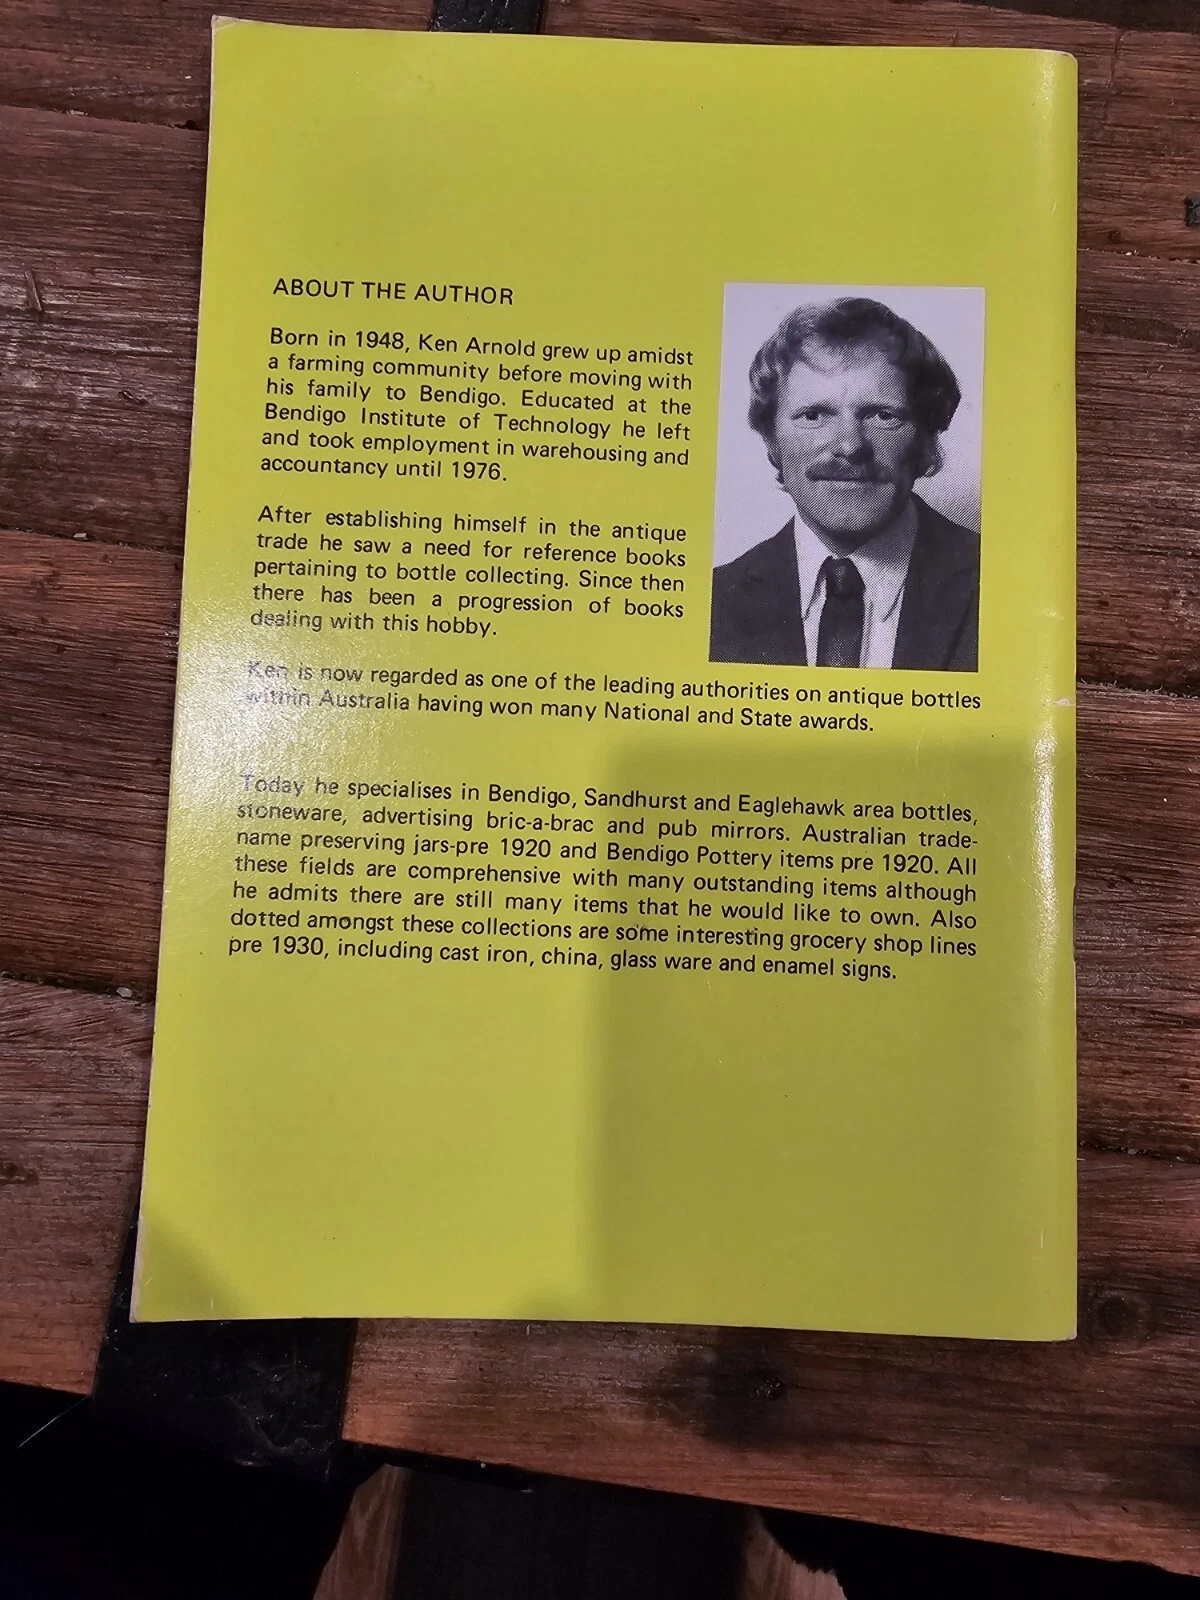 ABOUT THE AUTHOR
Born in 1948, Ken Arnold grew up amidst
a farming community before moving with
his family to Bendigo. Educated at the
Bendigo Institute of Technology he left
and took employment in warehousing and
accountancy until 1976.
After establishing himself in the antique
trade he saw a need for reference books
pertaining to bottle collecting. Since then
there has been a progression of books
dealing with this hobby.
Ken is now regarded as one of the leading authorities on antique bottles
within Australia having won many National and State awards.
Today he specialises in Bendigo, Sandhurst and Eaglehawk area bottles,
stoneware, advertising bric-a-brac and pub mirrors. Australian trade-
name preserving jars-pre 1920 and Bendigo Pottery items pre 1920. All
these fields are comprehensive with many outstanding items although
he admits there are still many items that he would like to own. Also
dotted amongst these collections are some interesting grocery shop lines
pre 1930, including cast iron, china, glass ware and enamel signs.